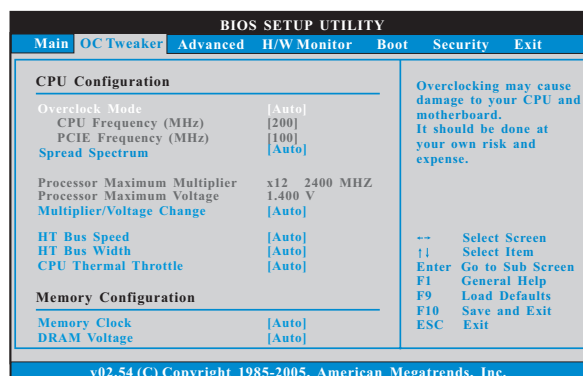 BIOS SETUP UTILITY
Main OC Tweaker Advanced H/W Monitor Boot Security Exit
CPU Configuration
Overclock Mode [Auto]
CPU Frequency (MHz) [200]
PCIE Frequency (MHz) [100]
Spread Spectrum [Auto]
Processor Maximum Multiplier x12 2400 MHZ
Processor Maximum Voltage 1.400 V
Multiplier/Voltage Change [Auto]
HT Bus Speed [Auto]
HT Bus Width [Auto]
CPU Thermal Throttle [Auto]
Memory Configuration
Memory Clock [Auto]
DRAM Voltage [Auto]
Overclocking may cause
damage to your CPU and
motherboard.
It should be done at
your own risk and
expense.
←→ Select Screen
↑↓ Select Item
Enter Go to Sub Screen
F1 General Help
F9 Load Defaults
F10 Save and Exit
ESC Exit
v02.54 (C) Copyright 1985-2005, American Megatrends, Inc.